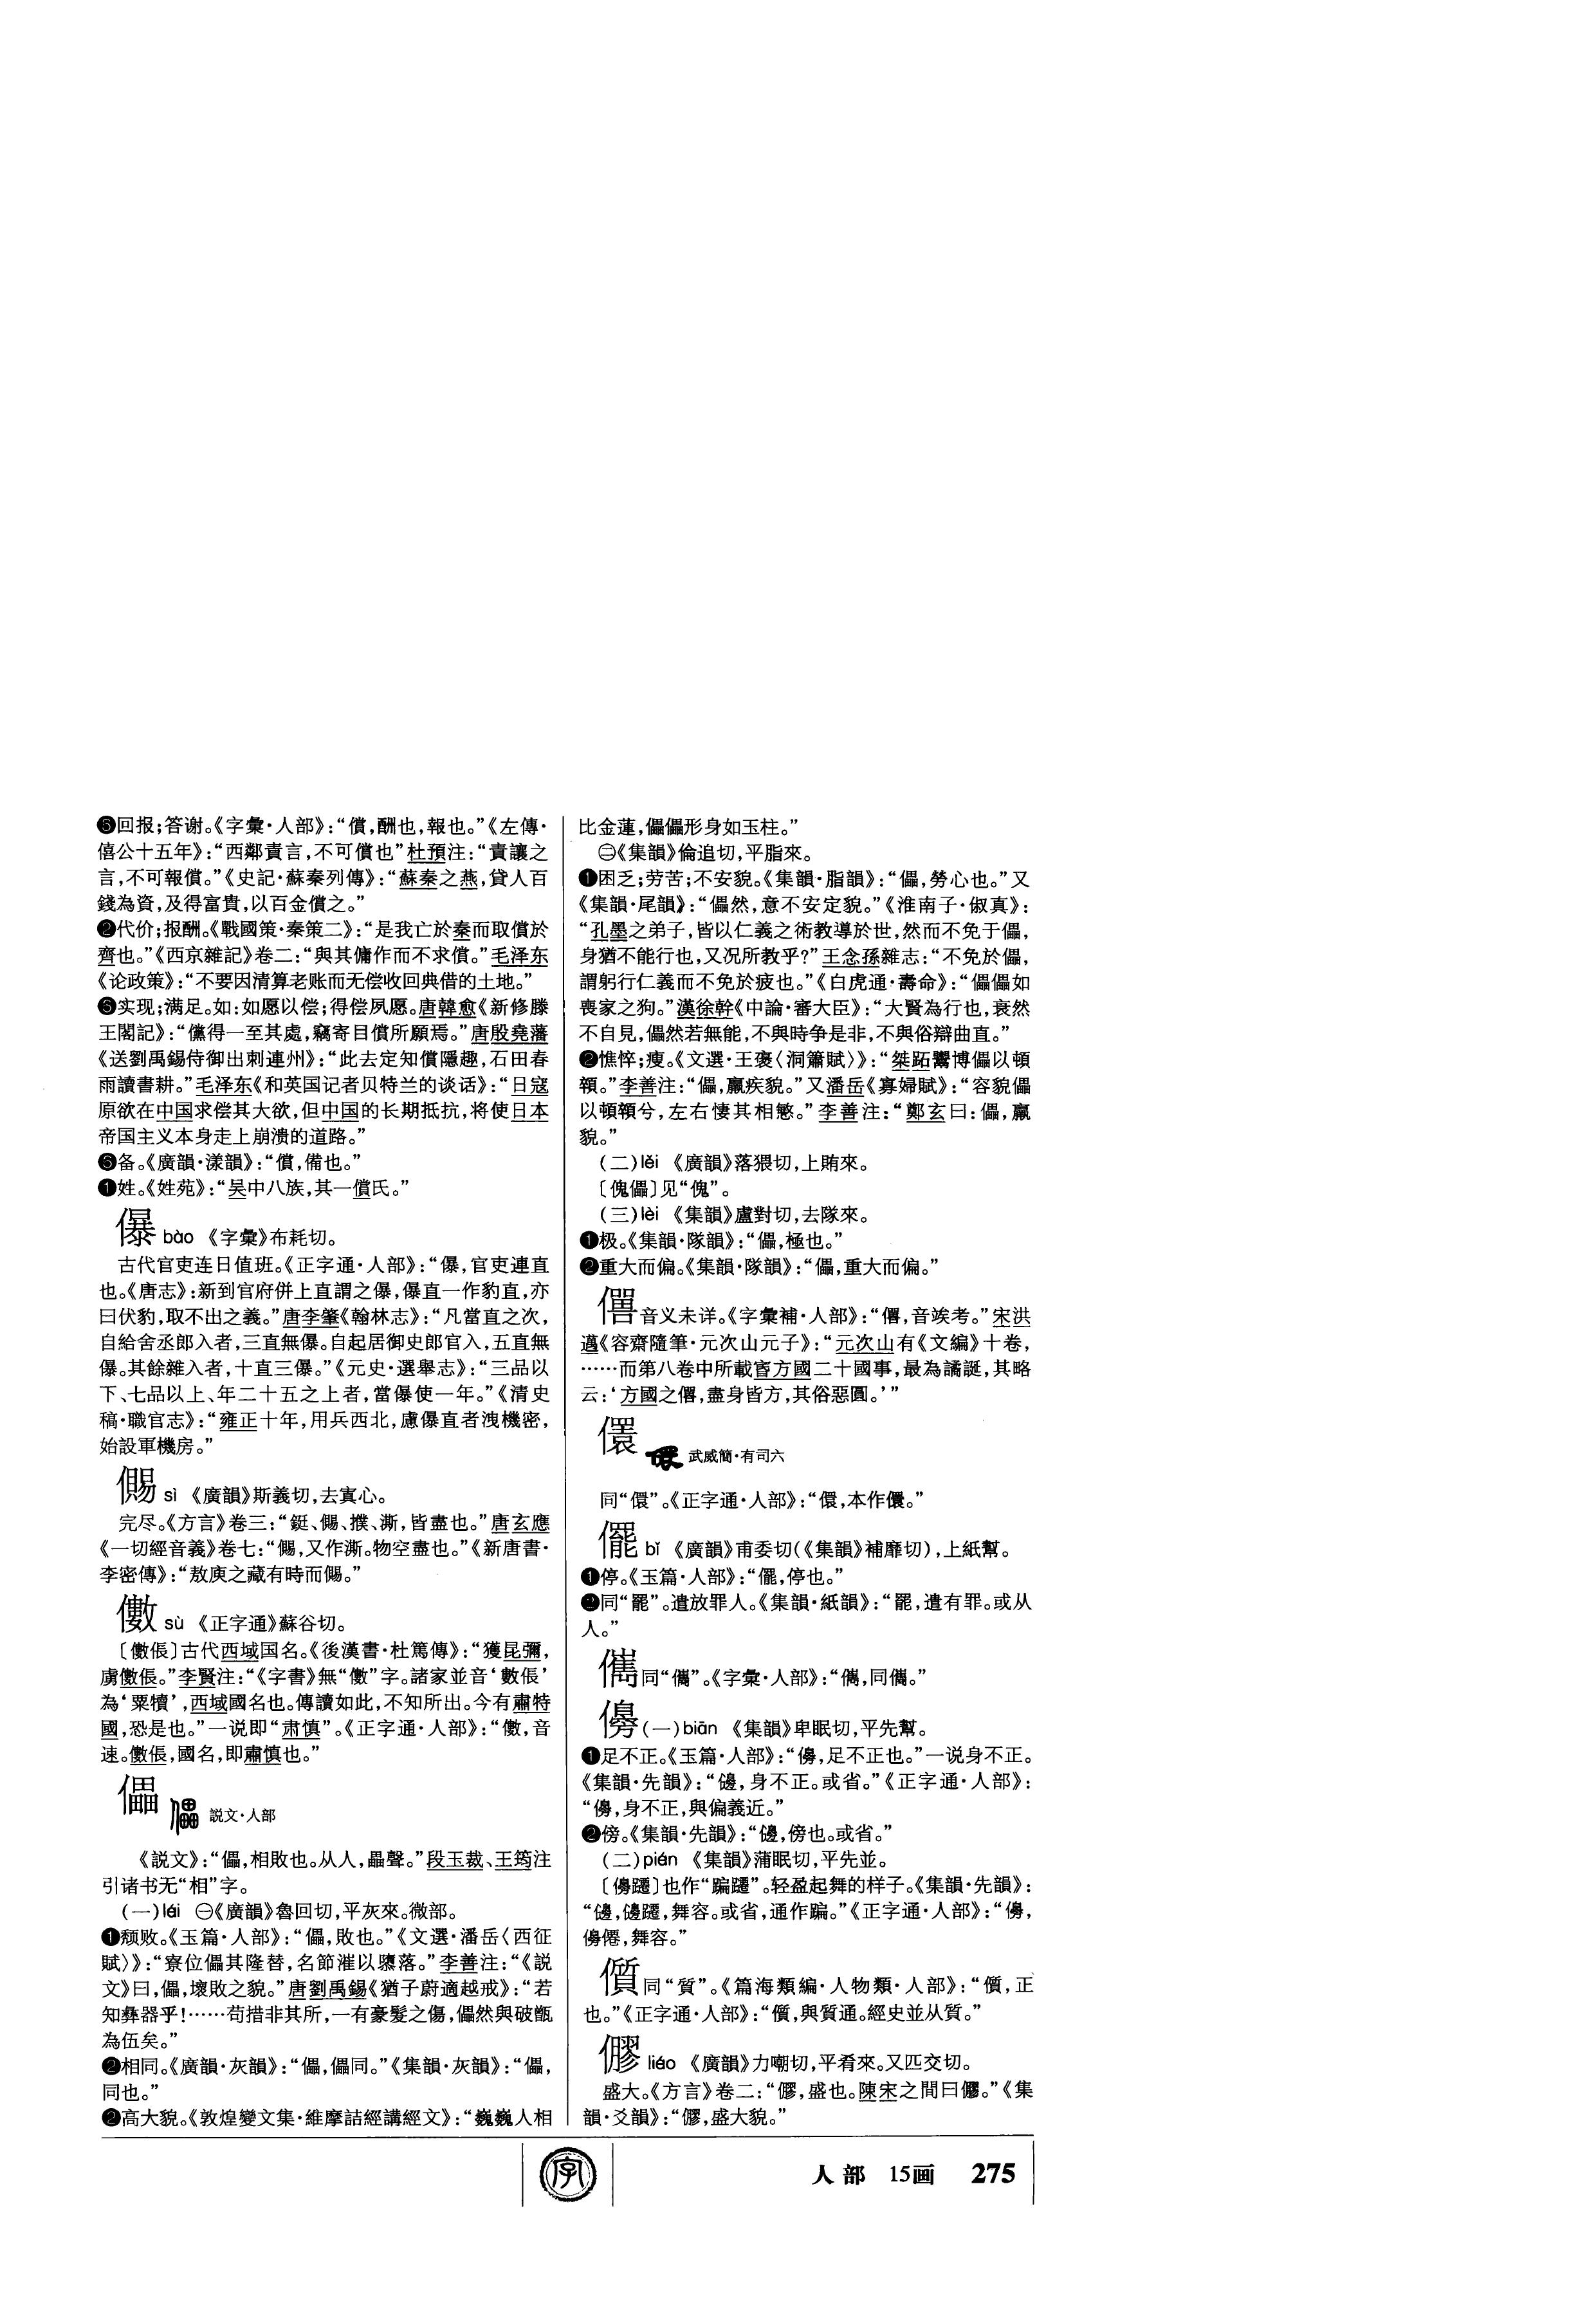 ❺回报;答谢。《字彙·人部》:“償,酬也,報也。”《左傳·
僖公十五年》:“西鄰責言,不可償也”杜預注:“責讓之
言,不可報償。”《史記·蘇秦列傳》:“蘇秦之燕,貸人百
錢為資,及得富貴,以百金償之。”
❷代价;报酬。《戰國策·秦策二》:“是我亡於秦而取償於
齊也。”《西京雜記》卷二:“與其傭作而不求償。”毛泽东
《论政策》:“不要因清算老账而无偿收回典借的土地。”
❻实现;满足。如:如愿以偿;得偿夙愿。唐韓愈《新修滕
王閣記》:“儻得一至其處,竊寄目償所願焉。”唐殷堯藩
《送劉禹錫侍御出刺連州》:“此去定知償隱趣,石田春
雨讀書耕。”毛泽东《和英国记者贝特兰的谈话》:“日寇
原欲在中国求偿其大欲,但中国的长期抵抗,将使日本
帝国主义本身走上崩溃的道路。”
❺备。《廣韻·漾韻》:“償,備也。”
❶姓。《姓苑》:“吴中八族,其一償氏。”
儤 bào 《字彙》布耗切。
古代官吏连日值班。《正字通·人部》:“儤,官吏連直
也。《唐志》:新到官府併上直謂之儤,儤直一作豹直,亦
曰伏豹,取不出之義。”唐李肇《翰林志》:“凡當直之次,
自給舍丞郎入者,三直無儤。自起居御史郎官入,五直無
儤。其餘雜入者,十直三儤。”《元史·選舉志》:“三品以
下、七品以上、年二十五之上者,當儤使一年。”《清史
稿·職官志》:“雍正十年,用兵西北,慮儤直者洩機密,
始設軍機房。”
儩 sì 《廣韻》斯義切,去寘心。
完尽。《方言》卷三:“鋌、儩、撲、澌,皆盡也。”唐玄應
《一切經音義》卷七:“儩,又作澌。物空盡也。”《新唐書·
李密傳》:“敖庾之藏有時而儩。”
㑛 sù 《正字通》蘇谷切。
〔㑛倀〕古代西域国名。《後漢書·杜篤傳》:“獲昆彌,
虜㑛倀。”李賢注:“《字書》無“㑛”字。諸家並音‘數倀’
為‘粟犢’,西域國名也。傳讀如此,不知所出。今有肅特
國,恐是也。”一说即“肃慎”。《正字通·人部》:“㑛,音
速。㑛倀,國名,即肅慎也。”
儡 説文·人部
《説文》:“儡,相敗也。从人,畾聲。”段玉裁、王筠注
引诸书无“相”字。
(一)léi ㊀《廣韻》魯回切,平灰來。微部。
❶颓败。《玉篇·人部》:“儡,敗也。”《文選·潘岳〈西征
賦〉》:“寮位儡其隆替,名節漼以隳落。”李善注:“《説
文》曰,儡,壞敗之貌。”唐劉禹錫《猶子蔚適越戒》:“若
知彝器乎!……苟措非其所,一有豪髮之傷,儡然與破甑
為伍矣。”
❷相同。《廣韻·灰韻》:“儡,儡同。”《集韻·灰韻》:“儡,
同也。”
❷高大貌。《敦煌變文集·維摩詰經講經文》:“巍巍人相
比金蓮,儡儡形身如玉柱。”
㊁《集韻》倫追切,平脂來。
❶困乏;劳苦;不安貌。《集韻·脂韻》:“儡,勞心也。”又
《集韻·尾韻》:“儡然,意不安定貌。”《淮南子·俶真》:
“孔墨之弟子,皆以仁義之術教導於世,然而不免于儡,
身猶不能行也,又况所教乎?”王念孫雜志:“不免於儡,
謂躬行仁義而不免於疲也。”《白虎通·壽命》:“儡儡如
喪家之狗。”漢徐幹《中論·審大臣》:“大賢為行也,裒然
不自見,儡然若無能,不與時争是非,不與俗辯曲直。”
❷憔悴;瘦。《文選·王褒〈洞簫賦〉》:“桀跖鬻博儡以頓
顇。”李善注:“儡,羸疾貌。”又潘岳《寡婦賦》:“容貌儡
以頓顇兮,左右悽其相慜。”李善注:“鄭玄曰:儡,羸
貌。”
(二)lěi 《廣韻》落猥切,上賄來。
〔傀儡〕见“傀”。
(三)lèi 《集韻》盧對切,去隊來。
❶极。《集韻·隊韻》:“儡,極也。”
❷重大而偏。《集韻·隊韻》:“儡,重大而偏。”
音义未详。《字彙補·人部》:“,音竢考。”宋洪
邁《容齋隨筆·元次山元子》:“元次山有《文編》十卷,
……而第八卷中所載㫺方國二十國事,最為譎誕,其略
云:‘方國之,盡身皆方,其俗惡圓。’”
武威簡·有司六
同“儇”。《正字通·人部》:“儇,本作。”
㒈 bǐ 《廣韻》甫委切(《集韻》補靡切),上紙幫。
❶停。《玉篇·人部》:“㒈,停也。”
❷同“罷”。遣放罪人。《集韻·紙韻》:“罷,遣有罪。或从
人。”
同“儶”。《字彙·人部》:“,同儶。”
(一)biān 《集韻》卑眠切,平先幫。
❶足不正。《玉篇·人部》:“,足不正也。”一说身不正。
《集韻·先韻》:“,身不正。或省。”《正字通·人部》:
“,身不正,與偏義近。”
❷傍。《集韻·先韻》:“,傍也。或省。”
(二)pián 《集韻》蒲眠切,平先並。
〔躚〕也作“蹁躚”。轻盈起舞的样子。《集韻·先韻》:
“,躚,舞容。或省,通作蹁。”《正字通·人部》:“,
僊,舞容。”
儨同“質”。《篇海類編·人物類·人部》:“儨,正
也。”《正字通·人部》:“儨,與質通。經史並从質。”
liáo 《廣韻》力嘲切,平肴來。又匹交切。
盛大。《方言》卷二:“,盛也。陳宋之間曰。”《集
韻·爻韻》:“,盛大貌。”
字
人部 15画 275